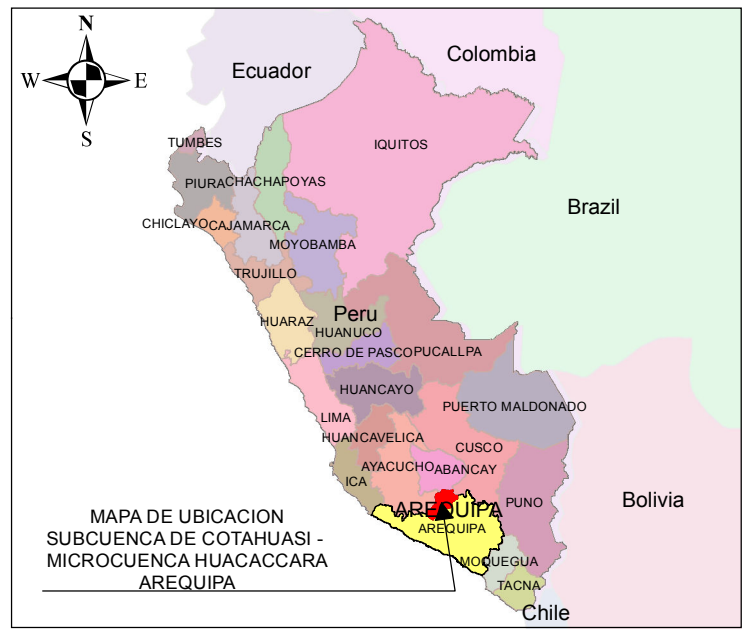 N
W E
S
Ecuador
Colombia
Brazil
Peru
Bolivia
Chile
TUMBES
IQUITOS
PIURA
CHACHAPOYAS
CHICLAYO
CAJAMARCA
MOYOBAMBA
TRUJILLO
HUARAZ
HUANUCO
CERRO DE PASCO
PUCALLPA
HUANCAYO
PUERTO MALDONADO
LIMA
HUANCAVELICA
CUSCO
AYACUCHO
ABANCAY
ICA
PUNO
AREQUIPA
AREQUIPA
MOQUEGUA
TACNA
MAPA DE UBICACION
SUBCUENCA DE COTAHUASI -
MICROCUENCA HUACACCARA
AREQUIPA